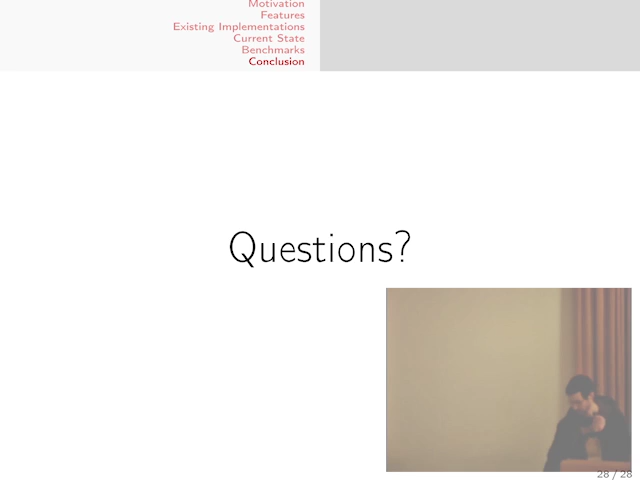 Motivation
Features
Existing Implementations
Current State
Benchmarks
Conclusion
Questions?
28 / 28